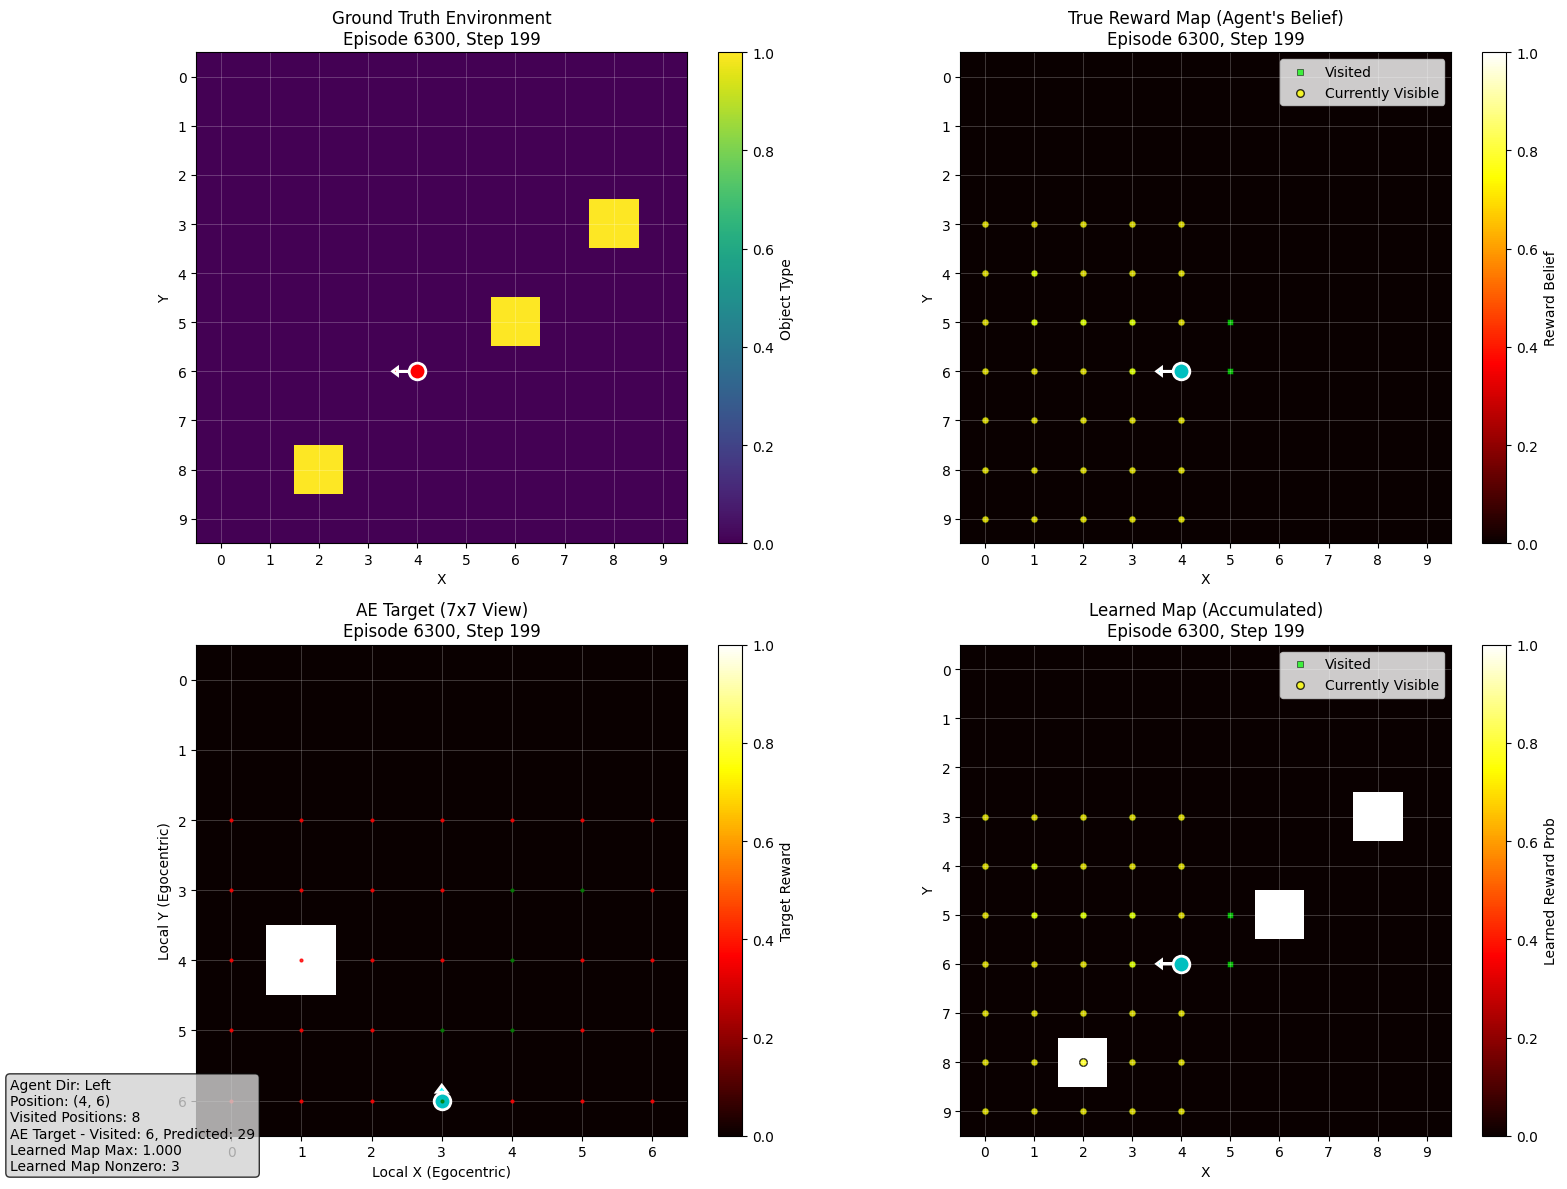 Ground Truth Environment
Episode 6300, Step 199
0
1
2
3
4
5
6
7
8
9
Y
0 1 2 3 4 5 6 7 8 9
X
1.0
0.8
0.6
0.4
0.2
0.0
Object Type
True Reward Map (Agent's Belief)
Episode 6300, Step 199
Visited
Currently Visible
0
1
2
3
4
5
6
7
8
9
Y
0 1 2 3 4 5 6 7 8 9
X
1.0
0.8
0.6
0.4
0.2
0.0
Reward Belief
AE Target (7x7 View)
Episode 6300, Step 199
0
1
2
3
4
5
6
Local Y (Egocentric)
0 1 2 3 4 5 6
Local X (Egocentric)
1.0
0.8
0.6
0.4
0.2
0.0
Target Reward
Agent Dir: Left
Position: (4, 6)
Visited Positions: 8
AE Target - Visited: 6, Predicted: 29
Learned Map Max: 1.000
Learned Map Nonzero: 3
Learned Map (Accumulated)
Episode 6300, Step 199
Visited
Currently Visible
0
1
2
3
4
5
6
7
8
9
Y
0 1 2 3 4 5 6 7 8 9
X
1.0
0.8
0.6
0.4
0.2
0.0
Learned Reward Prob